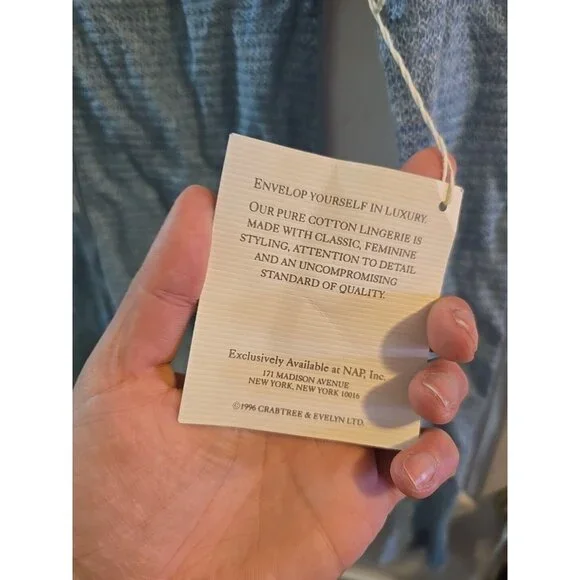 ENVELOP YOURSELF IN LUXURY.
OUR PURE COTTON LINGERIE IS
MADE WITH CLASSIC, FEMININE
STYLING, ATTENTION TO DETAIL
AND AN UNCOMPROMISING
STANDARD OF QUALITY.
Exclusively Available at NAP, Inc.
171 MADISON AVENUE
NEW YORK, NEW YORK 10016
©1996 CRABTREE & EVELYN LTD.